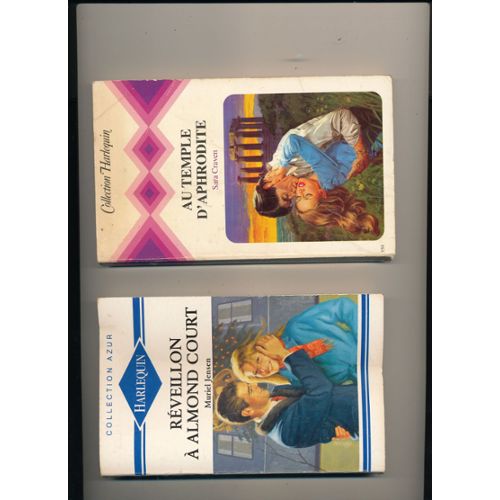 Collection Harlequin
AU TEMPLE
D'APHRODITE
Sara Craven
COLLECTION AZUR
HARLEQUIN
RÉVEILLON
À ALMOND COURT
Muriel Jensen